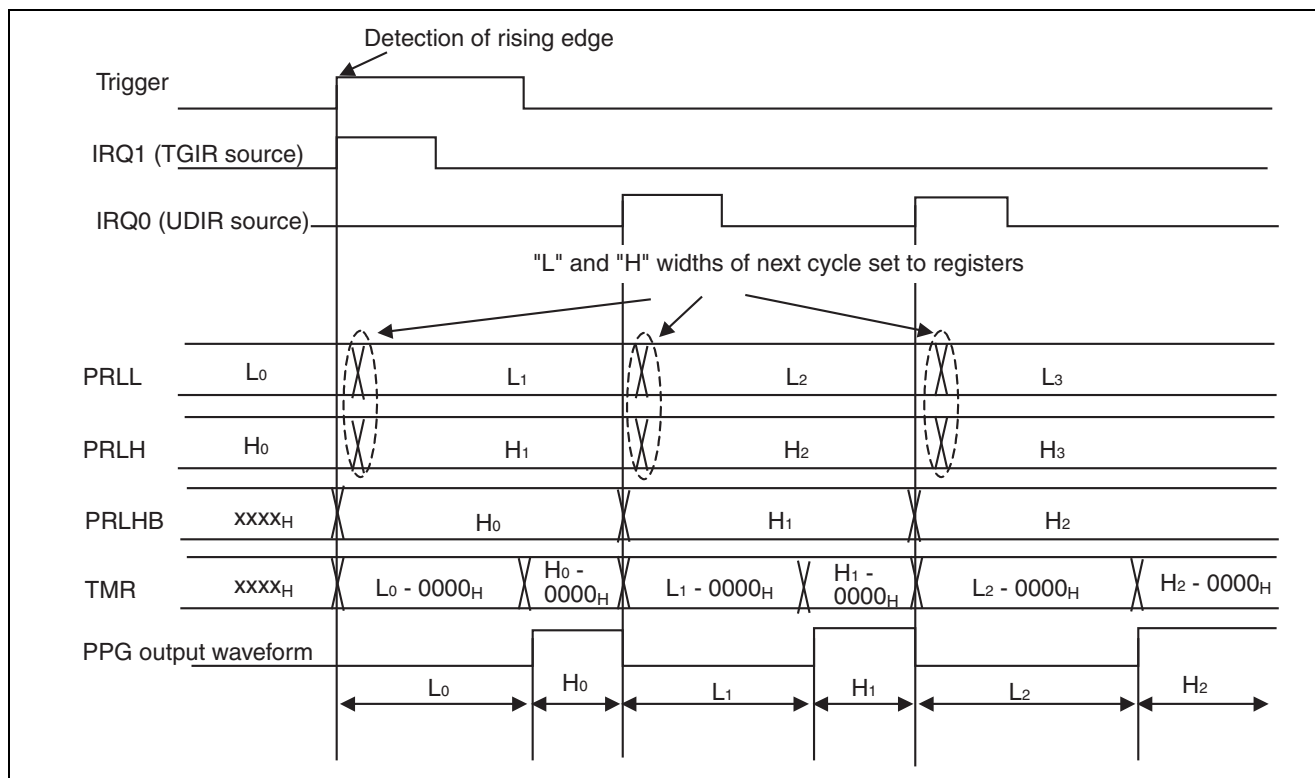 Detection of rising edge
Trigger
IRQ1 (TGIR source)
IRQ0 (UDIR source)
"L" and "H" widths of next cycle set to registers
PRLL L0 L1 L2 L3
PRLH H0 H1 H2 H3
PRLHB xxxxH H0 H1 H2
TMR xxxxH L0 - 0000H H0 - 0000H L1 - 0000H H1 - 0000H L2 - 0000H H2 - 0000H
PPG output waveform
L0 H0 L1 H1 L2 H2